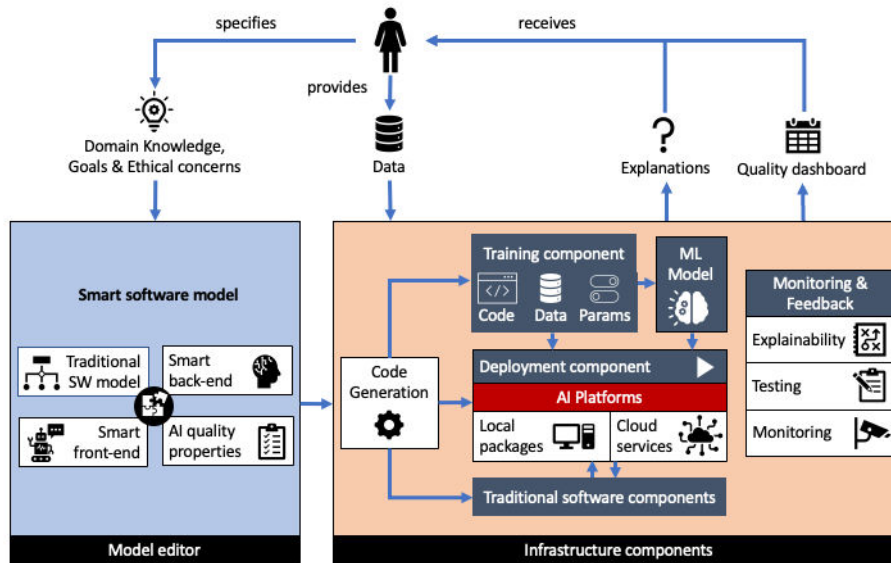 specifies
receives
provides
Domain Knowledge,
Goals & Ethical concerns
Data
Explanations
Quality dashboard
Smart software model
Traditional
SW model
Smart
back-end
Smart
front-end
AI quality
properties
Model editor
Code
Generation
Training component
</>
Code
Data
Params
ML
Model
Deployment component
AI Platforms
Local
packages
Cloud
services
Traditional software components
Monitoring &
Feedback
Explainability
Testing
Monitoring
Infrastructure components